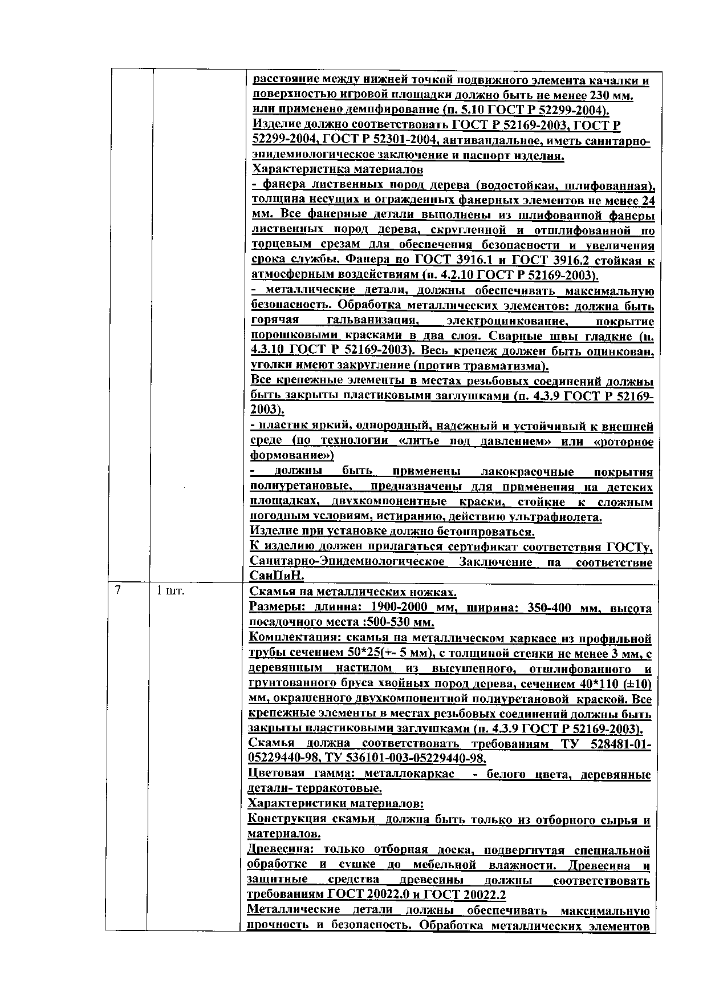 расстояние между нижней точкой подвижного элемента качалки и
поверхностью игровой площадки должно быть не менее 230 мм.
или применено демпфирование (п. 5.10 ГОСТ Р 52299-2004).
Изделие должно соответствовать ГОСТ Р 52169-2003, ГОСТ Р
52299-2004, ГОСТ Р 52301-2004, антивандальное, иметь санитарно-
эпидемиологическое заключение и паспорт изделия.
Характеристика материалов
- фанера лиственных пород дерева (водостойкая, шлифованная),
толщина несущих и огражденных фанерных элементов не менее 24
мм. Все фанерные детали выполнены из шлифованной фанеры
лиственных пород дерева, скругленной и отшлифованной по
торцевым срезам для обеспечения безопасности и увеличения
срока службы. Фанера по ГОСТ 3916.1 и ГОСТ 3916.2 стойкая к
атмосферным воздействиям (п. 4.2.10 ГОСТ Р 52169-2003).
- металлические детали, должны обеспечивать максимальную
безопасность. Обработка металлических элементов: должна быть
горячая гальванизация, электроцинкование, покрытие
порошковыми красками в два слоя. Сварные швы гладкие (п.
4.3.10 ГОСТ Р 52169-2003). Весь крепеж должен быть оцинкован,
уголки имеют закругление (против травматизма).
Все крепежные элементы в местах резьбовых соединений должны
быть закрыты пластиковыми заглушками (п. 4.3.9 ГОСТ Р 52169-
2003).
- пластик яркий, однородный, надежный и устойчивый к внешней
среде (по технологии «литье под давлением» или «роторное
формование»)
- должны быть применены лакокрасочные покрытия
полиуретановые, предназначены для применения на детских
площадках, двухкомпонентные краски, стойкие к сложным
погодным условиям, истиранию, действию ультрафиолета.
Изделие при установке должно бетонироваться.
К изделию должен прилагаться сертификат соответствия ГОСТу,
Санитарно-Эпидемиологическое Заключение на соответствие
СанПиН.
7 1 шт. Скамья на металлических ножках.
Размеры: длинна: 1900-2000 мм, ширина: 350-400 мм, высота
посадочного места :500-530 мм.
Комплектация: скамья на металлическом каркасе из профильной
трубы сечением 50*25(+- 5 мм), с толщиной стенки не менее 3 мм, с
деревянным настилом из высушенного, отшлифованного и
грунтованного бруса хвойных пород дерева, сечением 40*110 (±10)
мм, окрашенного двухкомпонентной полиуретановой краской. Все
крепежные элементы в местах резьбовых соединений должны быть
закрыты пластиковыми заглушками (п. 4.3.9 ГОСТ Р 52169-2003).
Скамья должна соответствовать требованиям ТУ 528481-01-
05229440-98, ТУ 536101-003-05229440-98.
Цветовая гамма: металлокаркас - белого цвета, деревянные
детали- терракотовые.
Характеристики материалов:
Конструкция скамьи должна быть только из отборного сырья и
материалов.
Древесина: только отборная доска, подвергнутая специальной
обработке и сушке до мебельной влажности. Древесина и
защитные средства древесины должны соответствовать
требованиям ГОСТ 20022.0 и ГОСТ 20022.2
Металлические детали должны обеспечивать максимальную
прочность и безопасность. Обработка металлических элементов